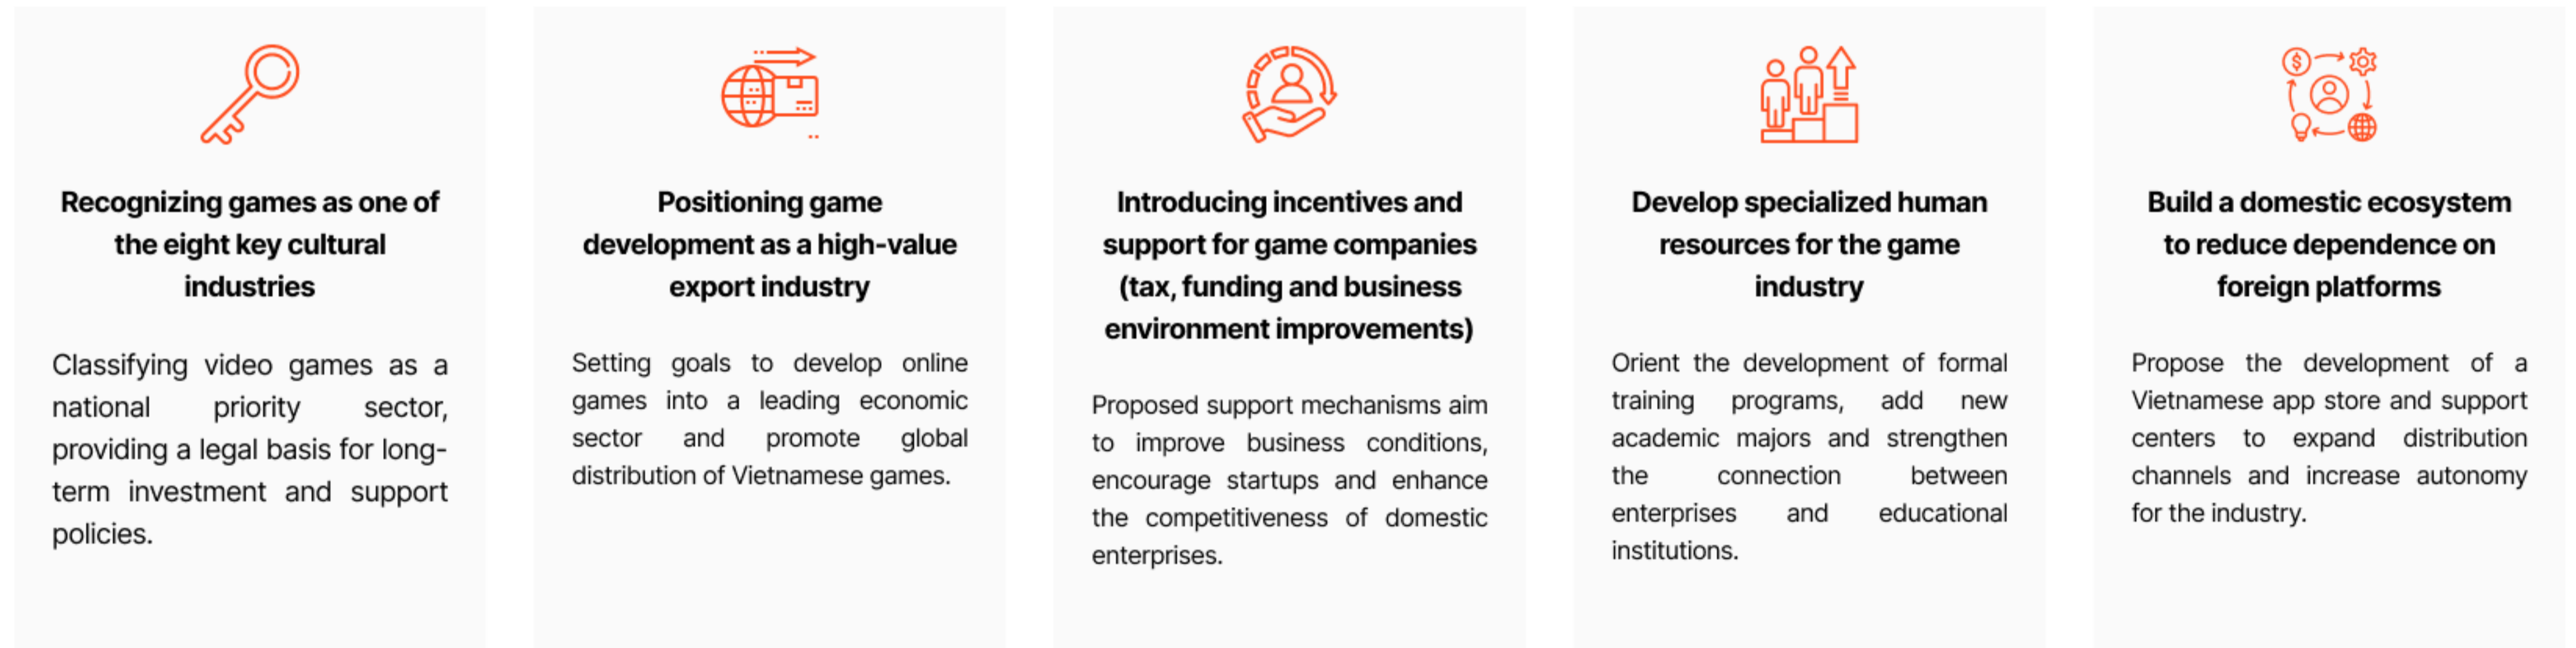 Recognizing games as one of
the eight key cultural
industries
Classifying video games as a
national priority sector,
providing a legal basis for long-
term investment and support
policies.
Positioning game
development as a high-value
export industry
Setting goals to develop online
games into a leading economic
sector and promote global
distribution of Vietnamese games.
Introducing incentives and
support for game companies
(tax, funding and business
environment improvements)
Proposed support mechanisms aim
to improve business conditions,
encourage startups and enhance
the competitiveness of domestic
enterprises.
Develop specialized human
resources for the game
industry
Orient the development of formal
training programs, add new
academic majors and strengthen
the connection between
enterprises and educational
institutions.
Build a domestic ecosystem
to reduce dependence on
foreign platforms
Propose the development of a
Vietnamese app store and support
centers to expand distribution
channels and increase autonomy
for the industry.